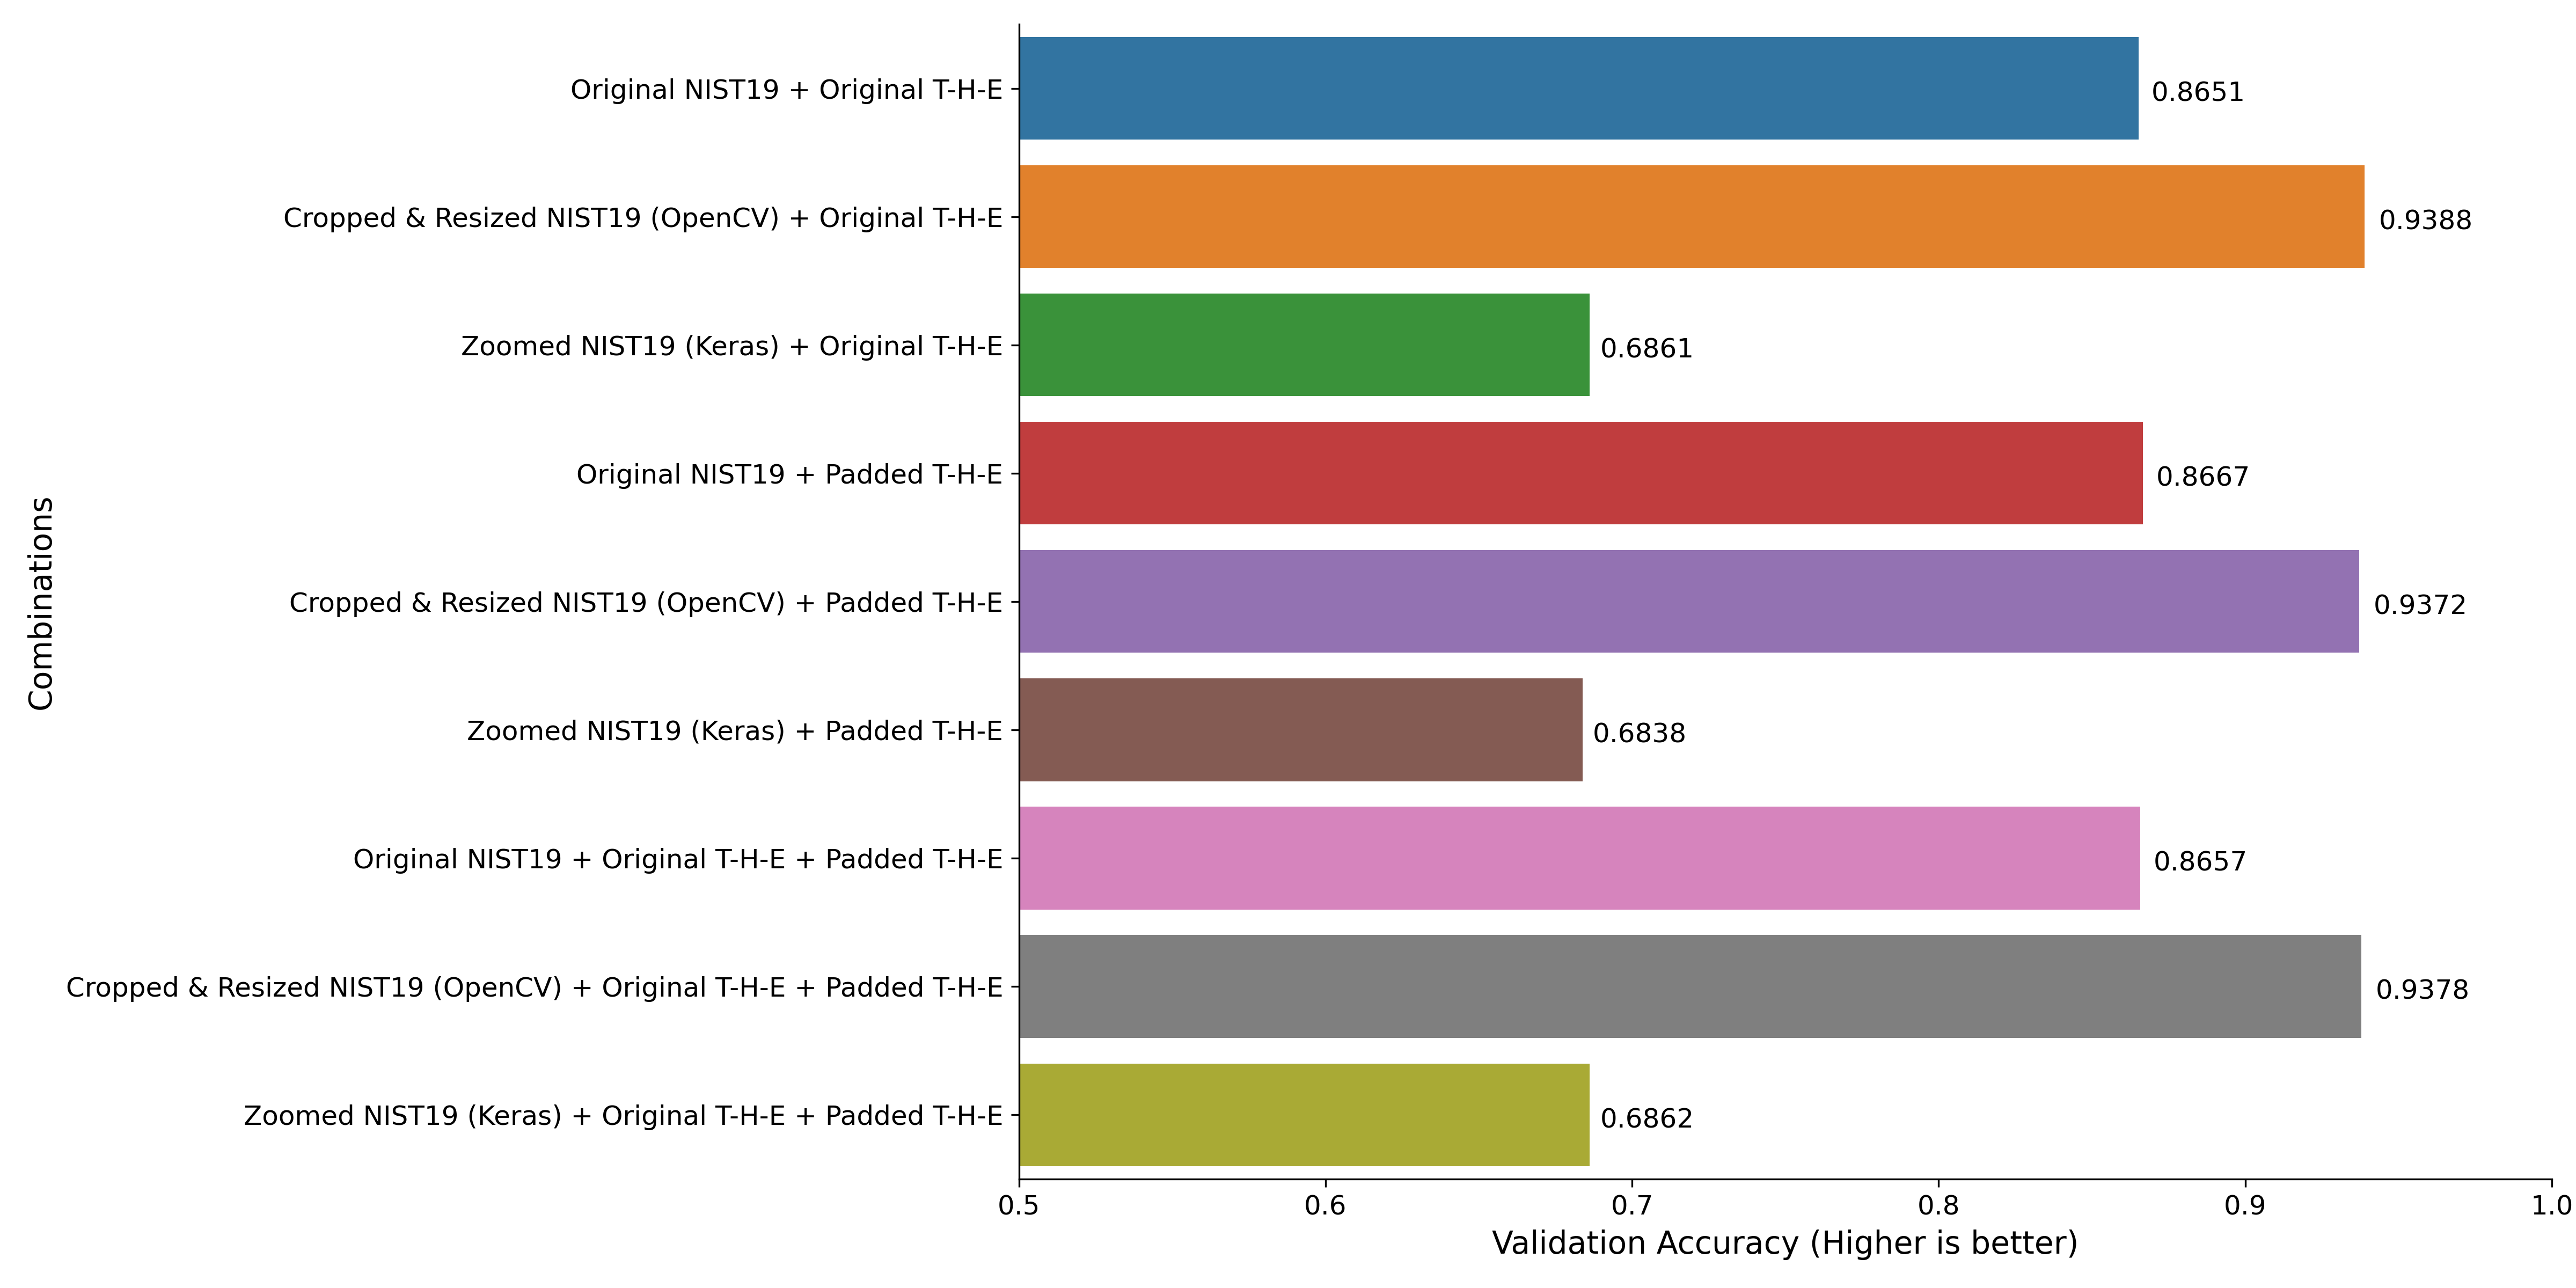 Combinations
Original NIST19 + Original T-H-E
0.8651
Cropped & Resized NIST19 (OpenCV) + Original T-H-E
0.9388
Zoomed NIST19 (Keras) + Original T-H-E
0.6861
Original NIST19 + Padded T-H-E
0.8667
Cropped & Resized NIST19 (OpenCV) + Padded T-H-E
0.9372
Zoomed NIST19 (Keras) + Padded T-H-E
0.6838
Original NIST19 + Original T-H-E + Padded T-H-E
0.8657
Cropped & Resized NIST19 (OpenCV) + Original T-H-E + Padded T-H-E
0.9378
Zoomed NIST19 (Keras) + Original T-H-E + Padded T-H-E
0.6862
0.5 0.6 0.7 0.8 0.9 1.0
Validation Accuracy (Higher is better)